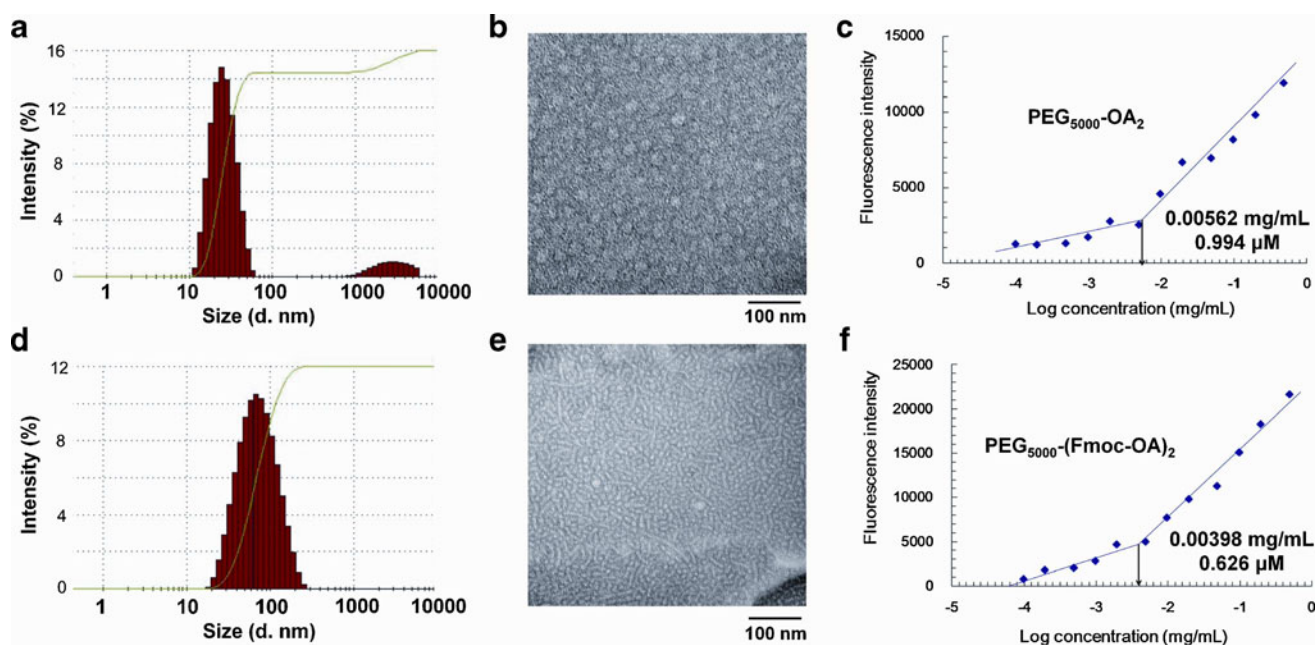 a
16
12
8
4
0
Intensity (%)
1 10 100 1000 10000
Size (d. nm)
b
100 nm
c
15000
10000
5000
0
Fluorescence intensity
PEG5000-OA2
0.00562 mg/mL
0.994 µM
-5 -4 -3 -2 -1 0
Log concentration (mg/mL)
d
12
8
4
0
Intensity (%)
1 10 100 1000 10000
Size (d. nm)
e
100 nm
f
25000
20000
15000
10000
5000
0
Fluorescence intensity
PEG5000-(Fmoc-OA)2
0.00398 mg/mL
0.626 µM
-5 -4 -3 -2 -1 0
Log concentration (mg/mL)